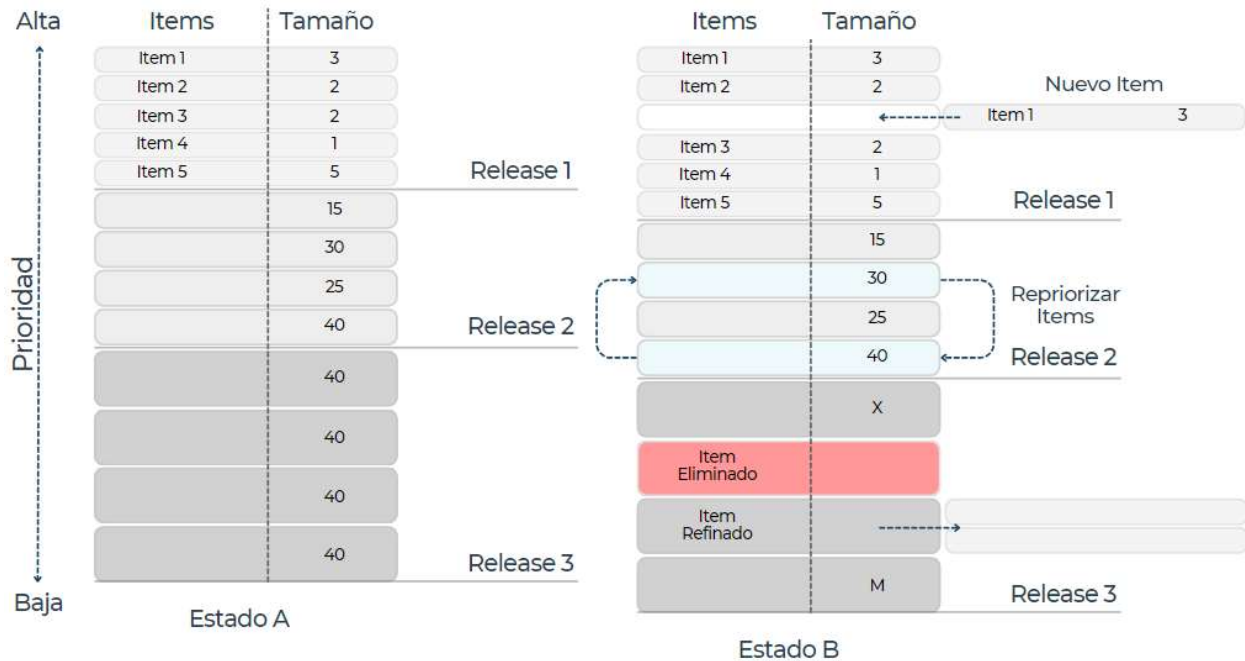 Alta Items Tamaño
Item 1 3
Item 2 2
Item 3 2
Item 4 1
Item 5 5
Release 1
15
30
25
40
Release 2
40
40
40
40
Release 3
Prioridad
Baja
Estado A
Items Tamaño
Item 1 3
Item 2 2
Nuevo Item
Item 1 3
Item 3 2
Item 4 1
Item 5 5
Release 1
15
30
25
40
Repriorizar
Items
Release 2
X
Item
Eliminado
Item
Refinado
M
Release 3
Estado B